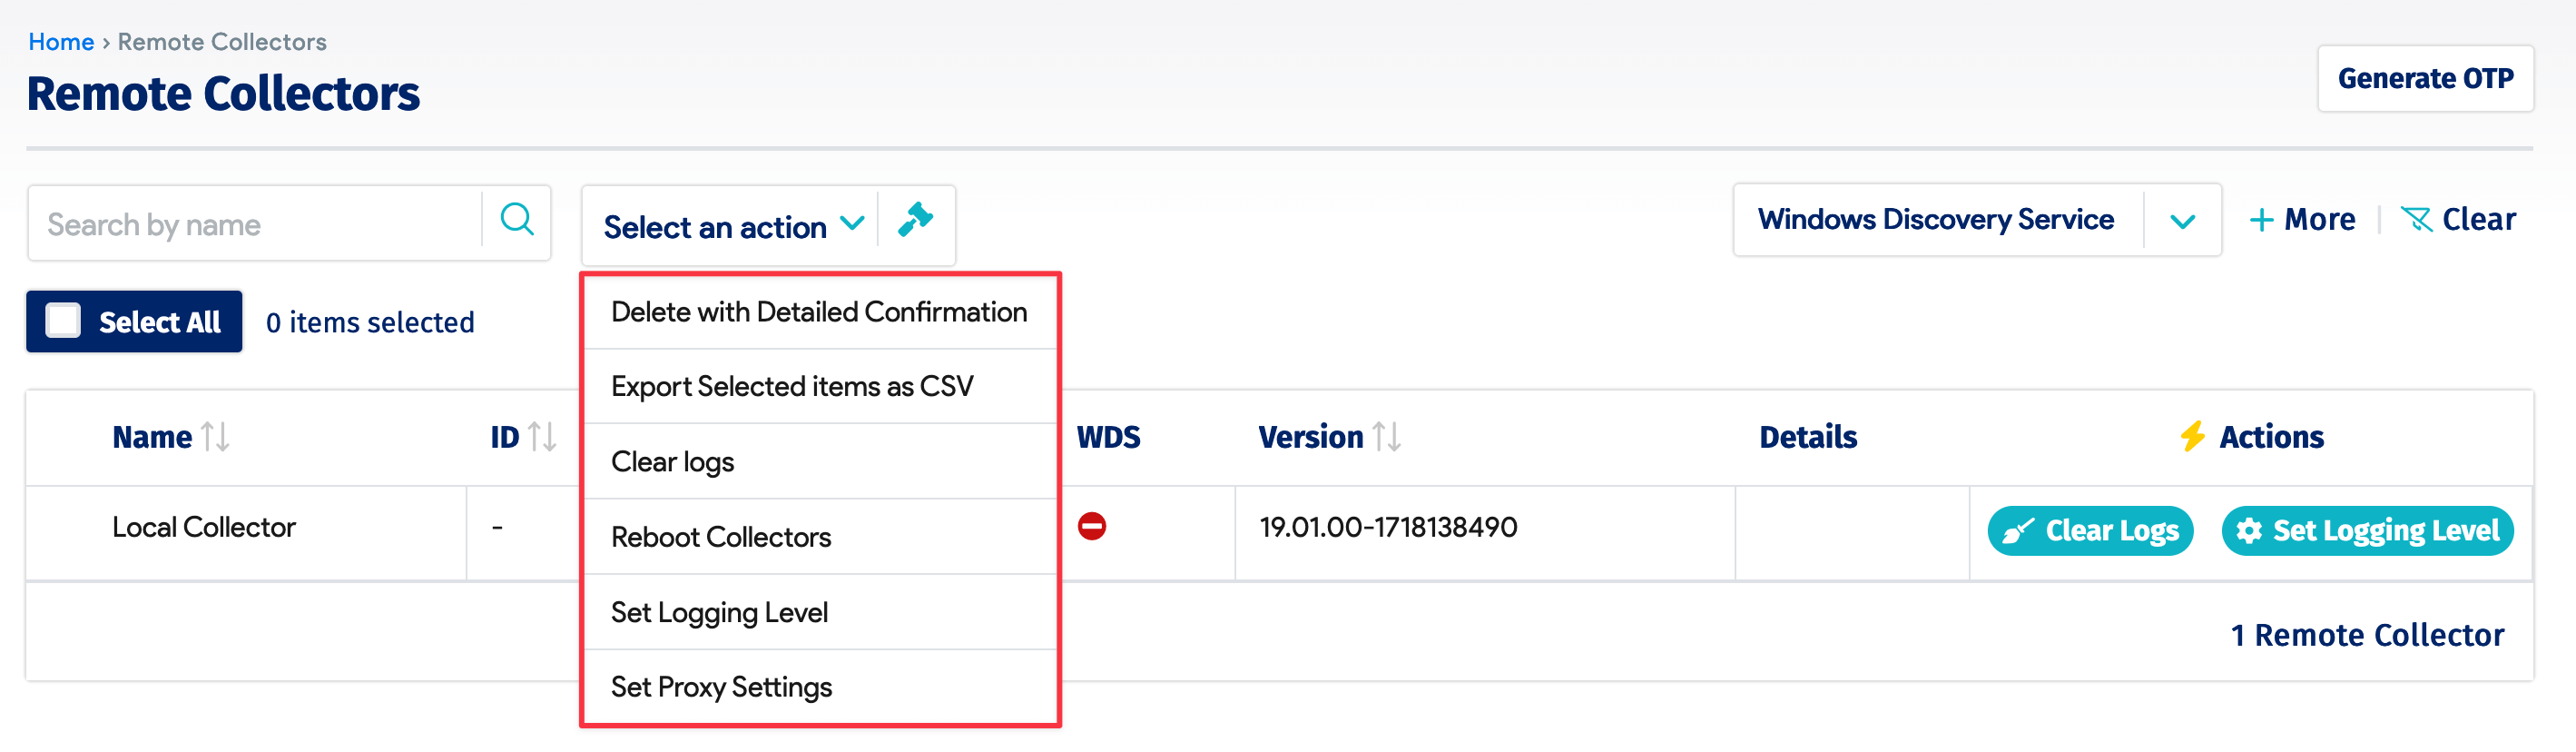 Home › Remote Collectors
Remote Collectors
Generate OTP
Search by name
Select an action
Windows Discovery Service
+ More
Clear
Select All
0 items selected
Delete with Detailed Confirmation
Export Selected items as CSV
Clear logs
Reboot Collectors
Set Logging Level
Set Proxy Settings
Name ID WDS Version Details Actions
Local Collector - 19.01.00-1718138490 Clear Logs Set Logging Level
1 Remote Collector